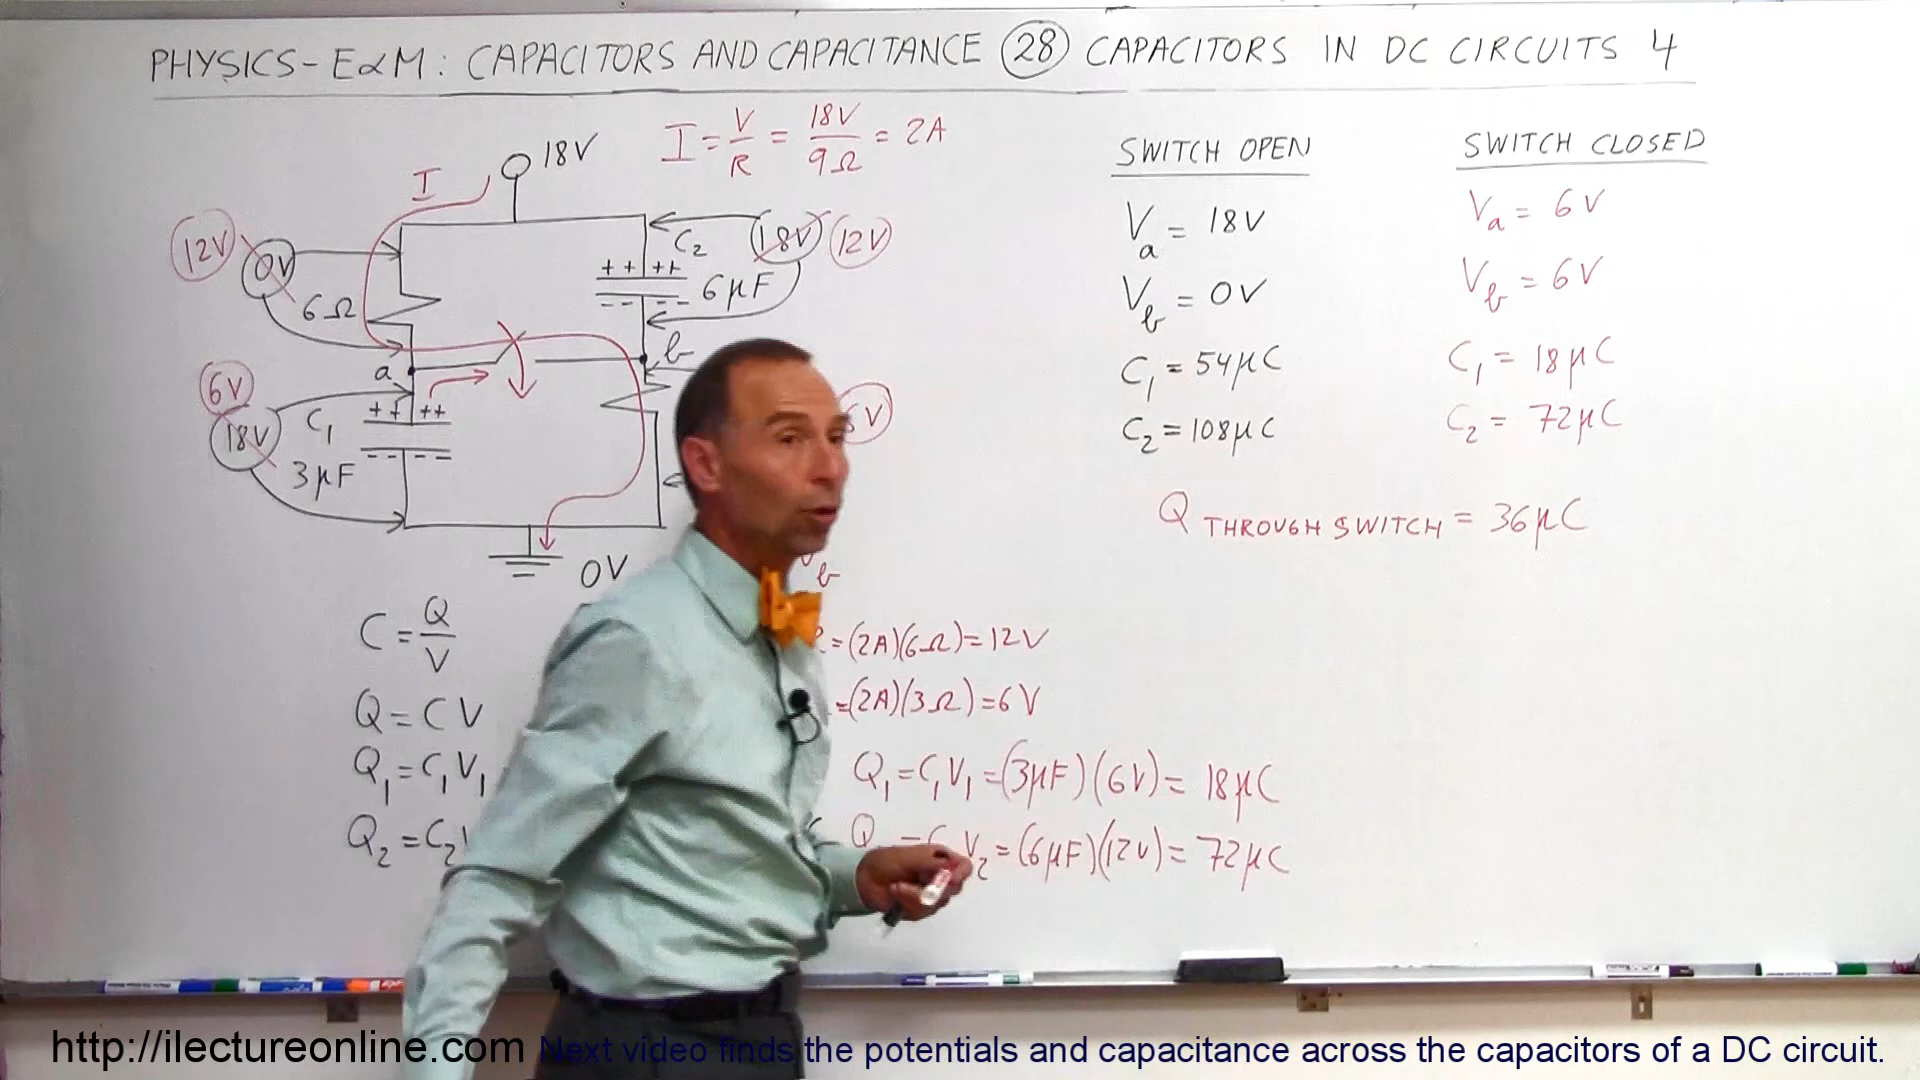 PHYSICS - E&M: CAPACITORS AND CAPACITANCE 28 CAPACITORS IN DC CIRCUITS 4
I = V/R = 18V/9Ω = 2A
18V
I
12V
0V
6Ω
C₂
18V 12V
++ ++
6μF
-- --
a
b
6V
18V
C₁
++ ++
3μF
-- --
V
0V
b
C = Q/V
Q = CV
Q₁ = C₁V₁
Q₂ = C₂
= (2A)(6Ω) = 12V
= (2A)(3Ω) = 6V
Q₁ = C₁V₁ = (3μF)(6V) = 18μC
Q = C V₂ = (6μF)(12V) = 72μC
SWITCH OPEN
Va = 18V
Vb = 0V
C₁ = 54μC
C₂ = 108μC
SWITCH CLOSED
Va = 6V
Vb = 6V
C₁ = 18μC
C₂ = 72μC
Q THROUGH SWITCH = 36μC
http://ilectureonline.com Next video finds the potentials and capacitance across the capacitors of a DC circuit.